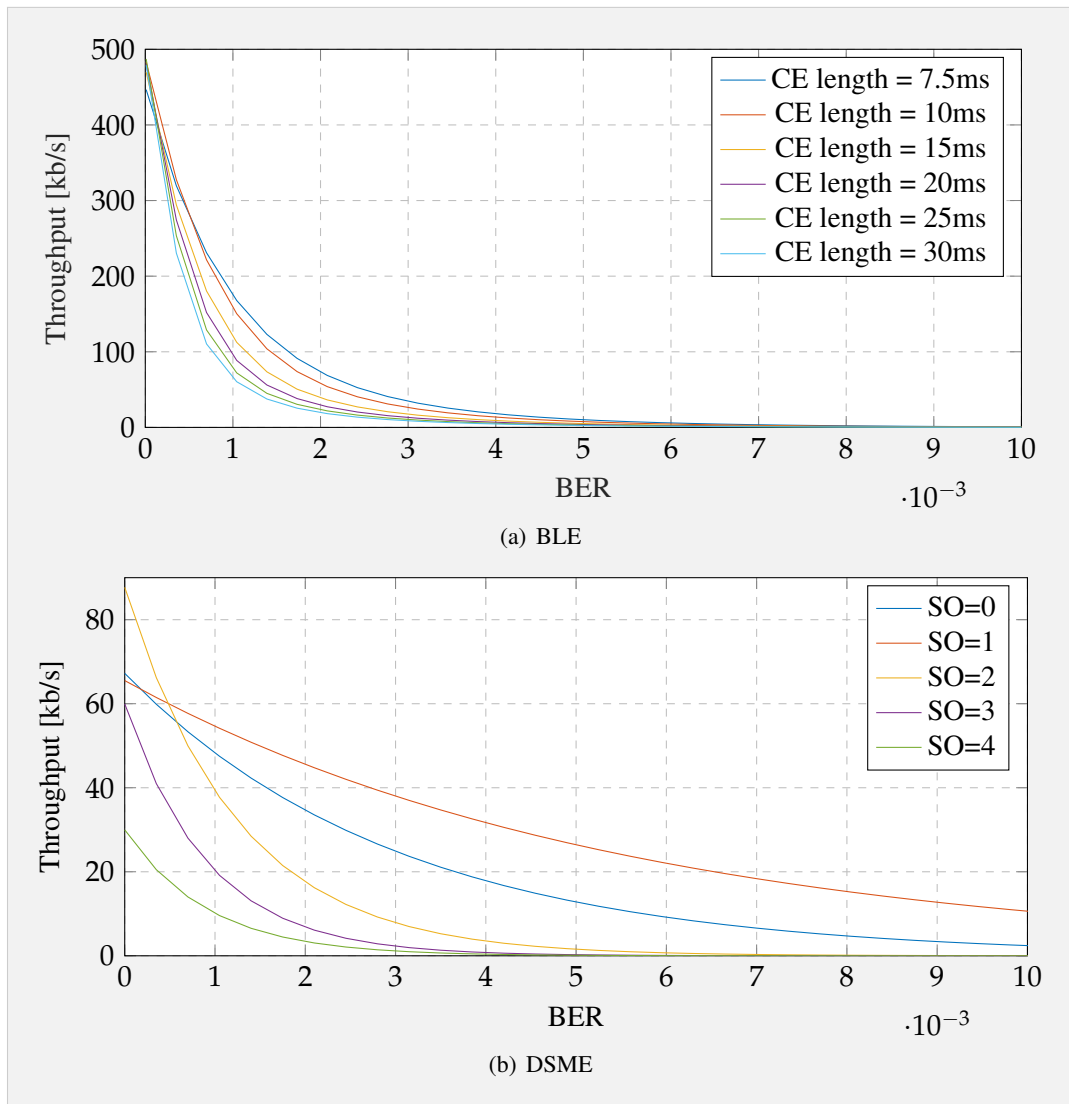 500
400
300
200
100
0
Throughput [kb/s]
CE length = 7.5ms
CE length = 10ms
CE length = 15ms
CE length = 20ms
CE length = 25ms
CE length = 30ms
0 1 2 3 4 5 6 7 8 9 10
BER
·10⁻³
(a) BLE
80
60
40
20
0
Throughput [kb/s]
SO=0
SO=1
SO=2
SO=3
SO=4
0 1 2 3 4 5 6 7 8 9 10
BER
·10⁻³
(b) DSME